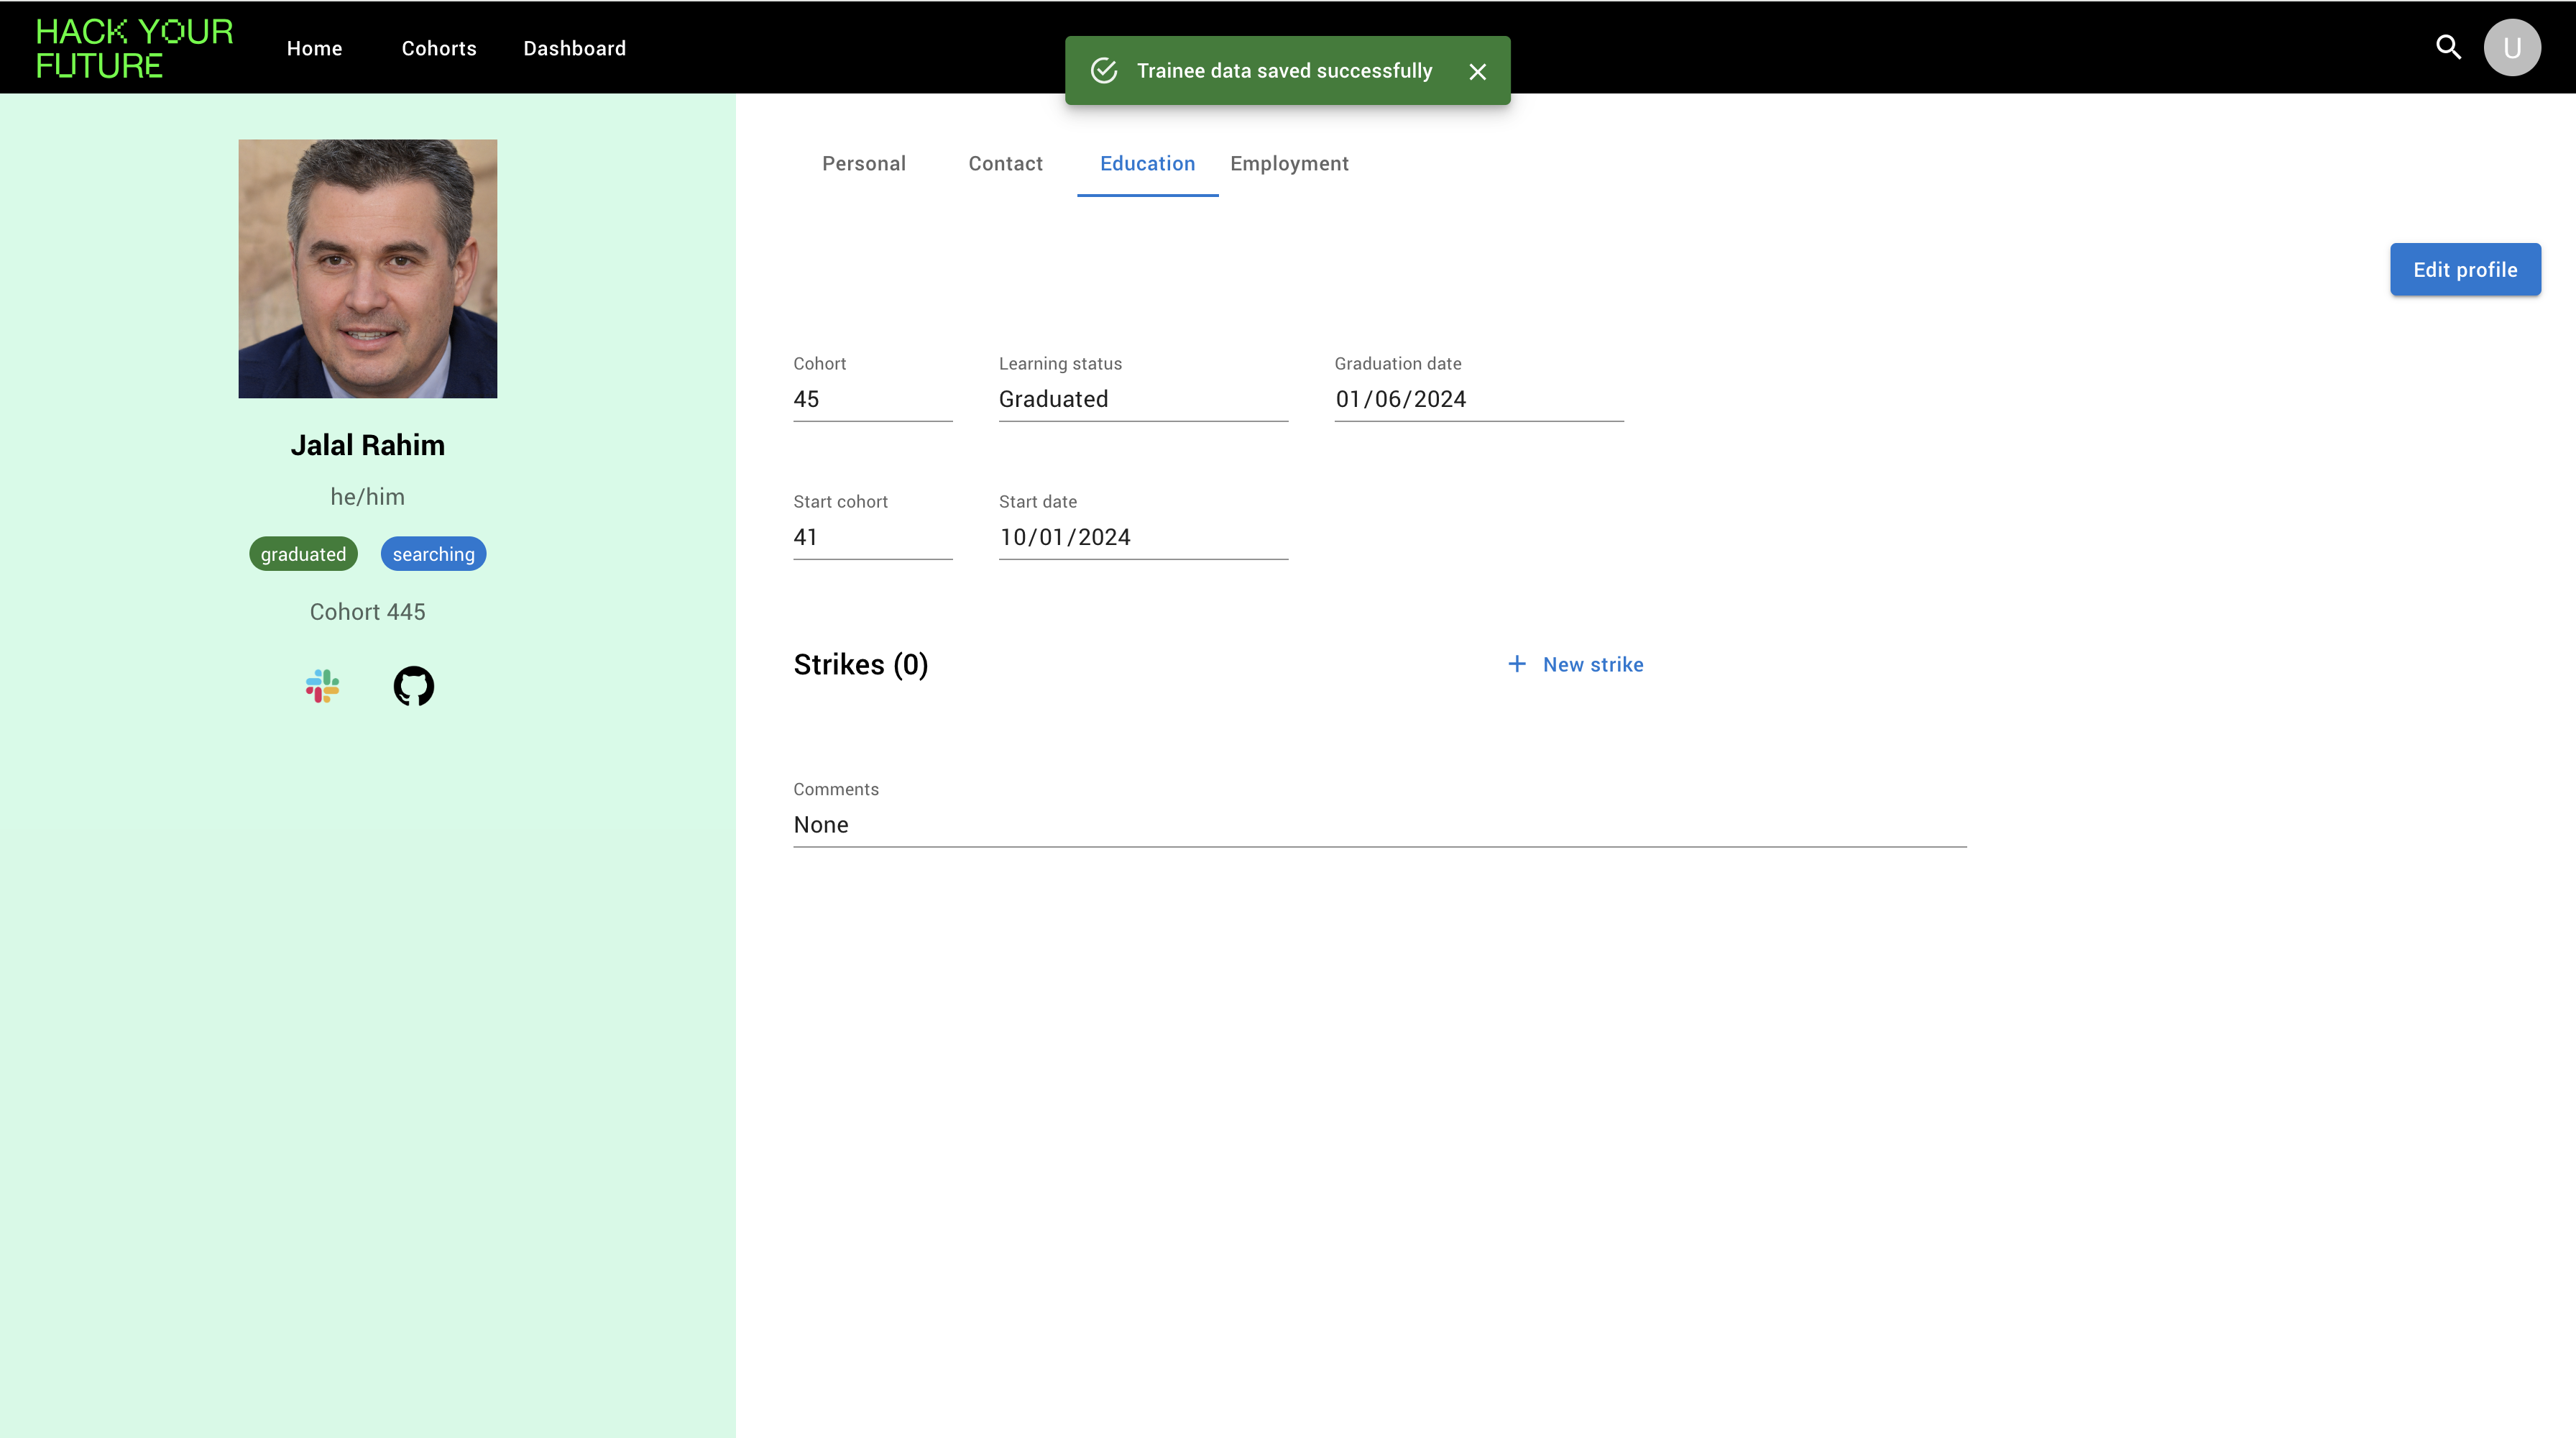 HACK YOUR
FUTURE
Home
Cohorts
Dashboard
Trainee data saved successfully
U
Jalal Rahim
he/him
graduated
searching
Cohort 445
Personal
Contact
Education
Employment
Edit profile
Cohort
45
Learning status
Graduated
Graduation date
01/06/2024
Start cohort
41
Start date
10/01/2024
Strikes (0)
+ New strike
Comments
None